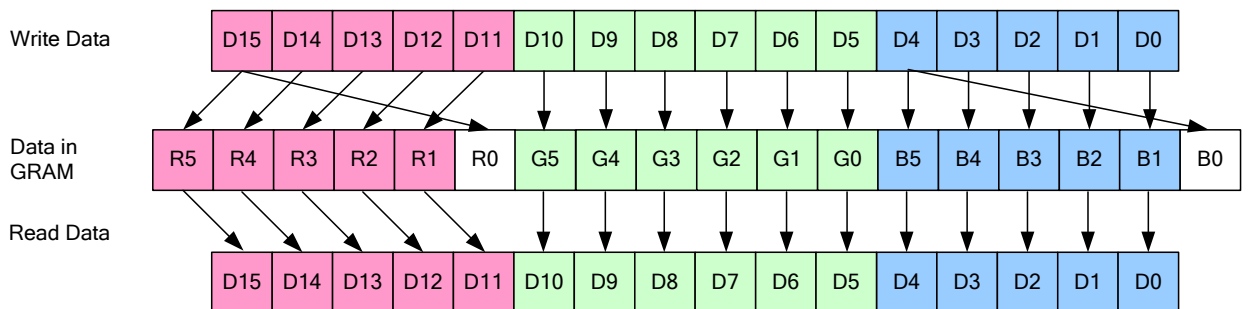 Write Data D15 D14 D13 D12 D11 D10 D9 D8 D7 D6 D5 D4 D3 D2 D1 D0
Data in GRAM R5 R4 R3 R2 R1 R0 G5 G4 G3 G2 G1 G0 B5 B4 B3 B2 B1 B0
Read Data
D15 D14 D13 D12 D11 D10 D9 D8 D7 D6 D5 D4 D3 D2 D1 D0